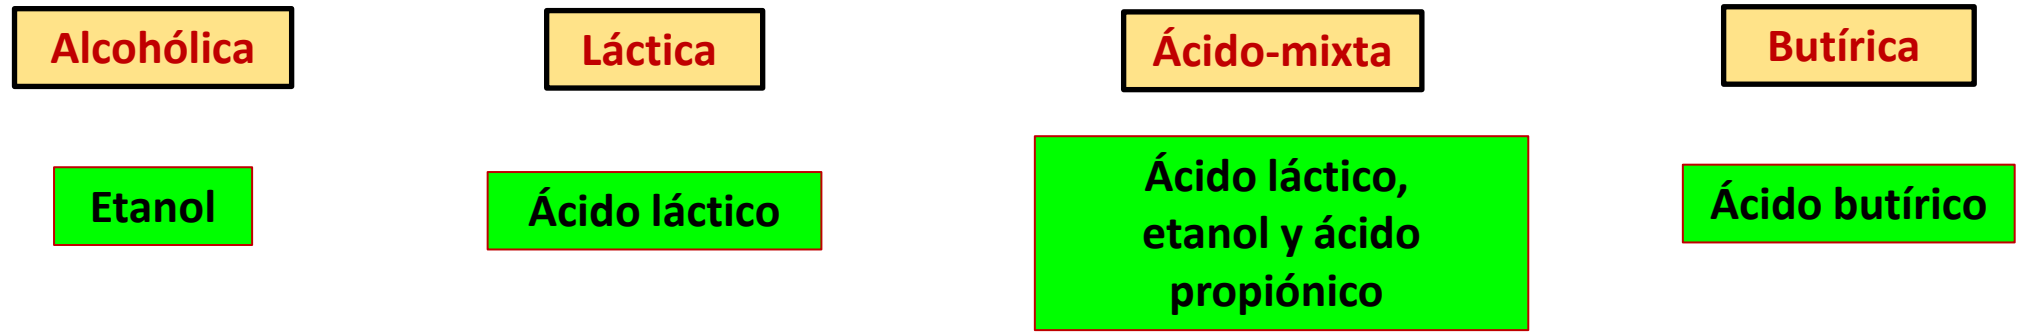 Alcohólica
Láctica
Ácido-mixta
Butírica
Etanol
Ácido láctico
Ácido láctico,
etanol y ácido
propiónico
Ácido butírico